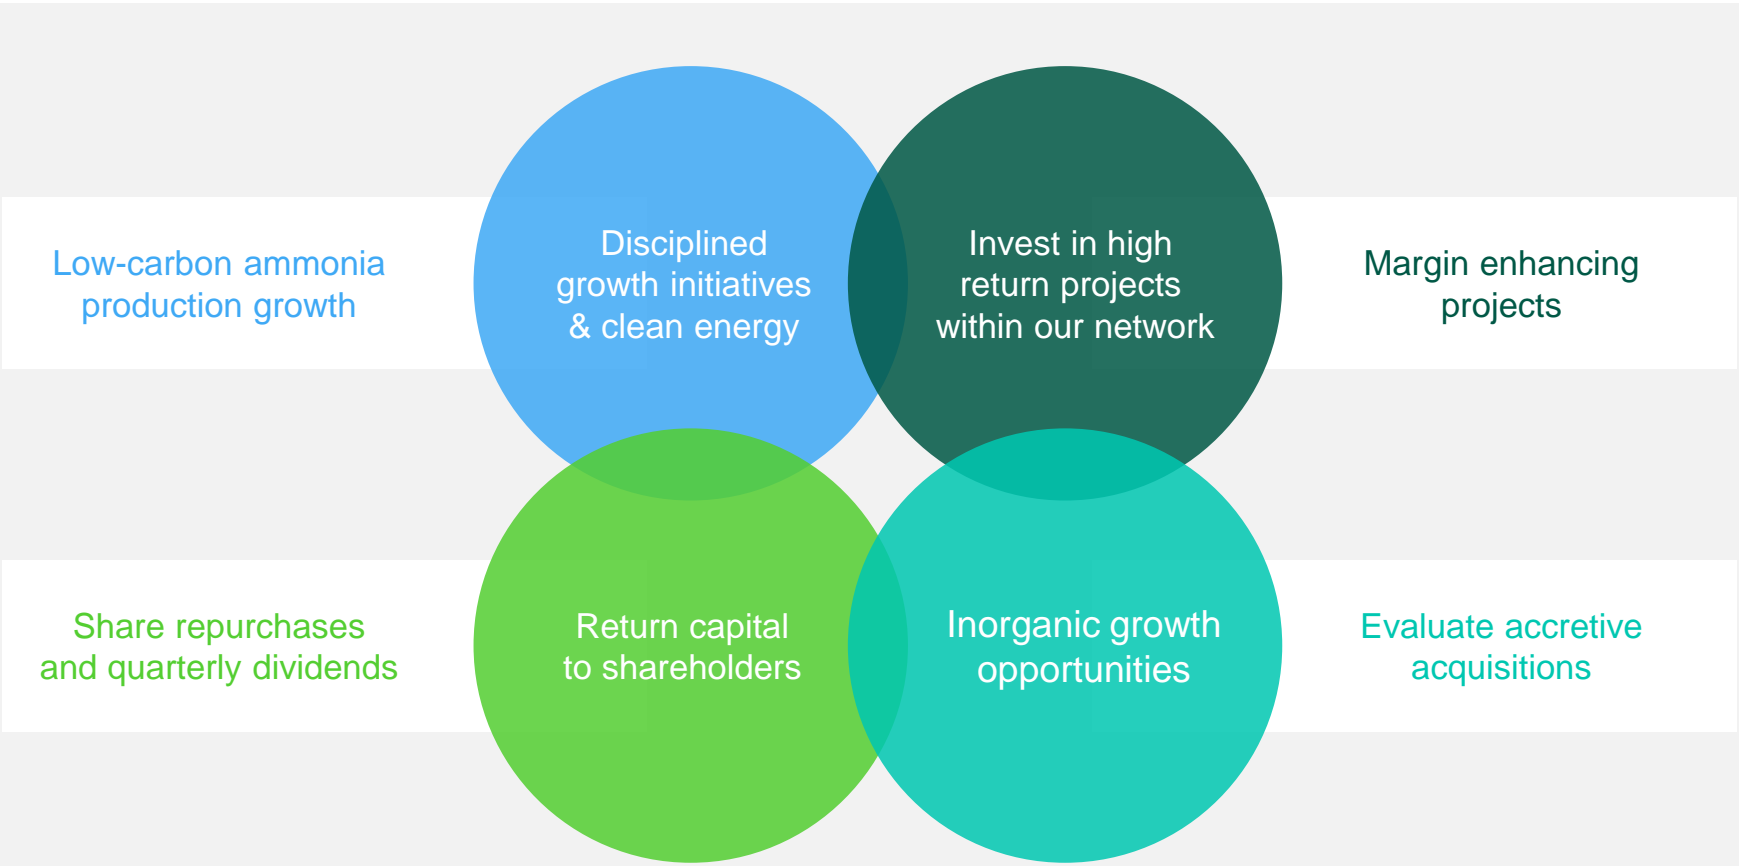 Low-carbon ammonia
production growth
Disciplined
growth initiatives
& clean energy
Invest in high
return projects
within our network
Margin enhancing
projects
Share repurchases
and quarterly dividends
Return capital
to shareholders
Inorganic growth
opportunities
Evaluate accretive
acquisitions